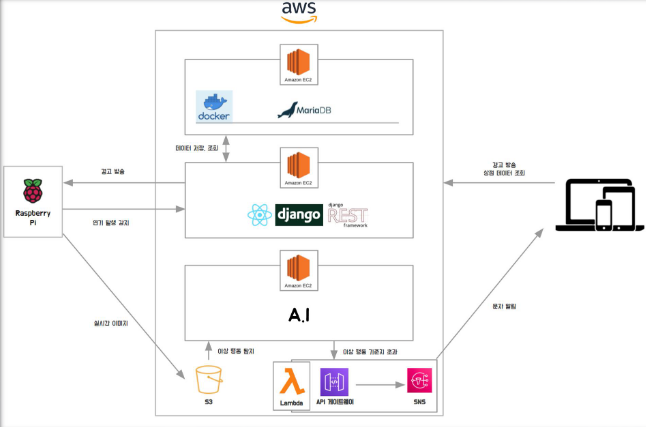 aws
Amazon EC2
docker
MariaDB
데이터 저장, 조회
Amazon EC2
경고 발송
경고 발송
상황 데이터 조회
Raspberry
Pi
연기 발생 감지
django
django
REST
framework
Amazon EC2
A.I
실시간 이미지
문자 알림
이상 행동 탐지
이상 행동 기준치 초과
S3
Lambda
API 게이트웨이
SNS